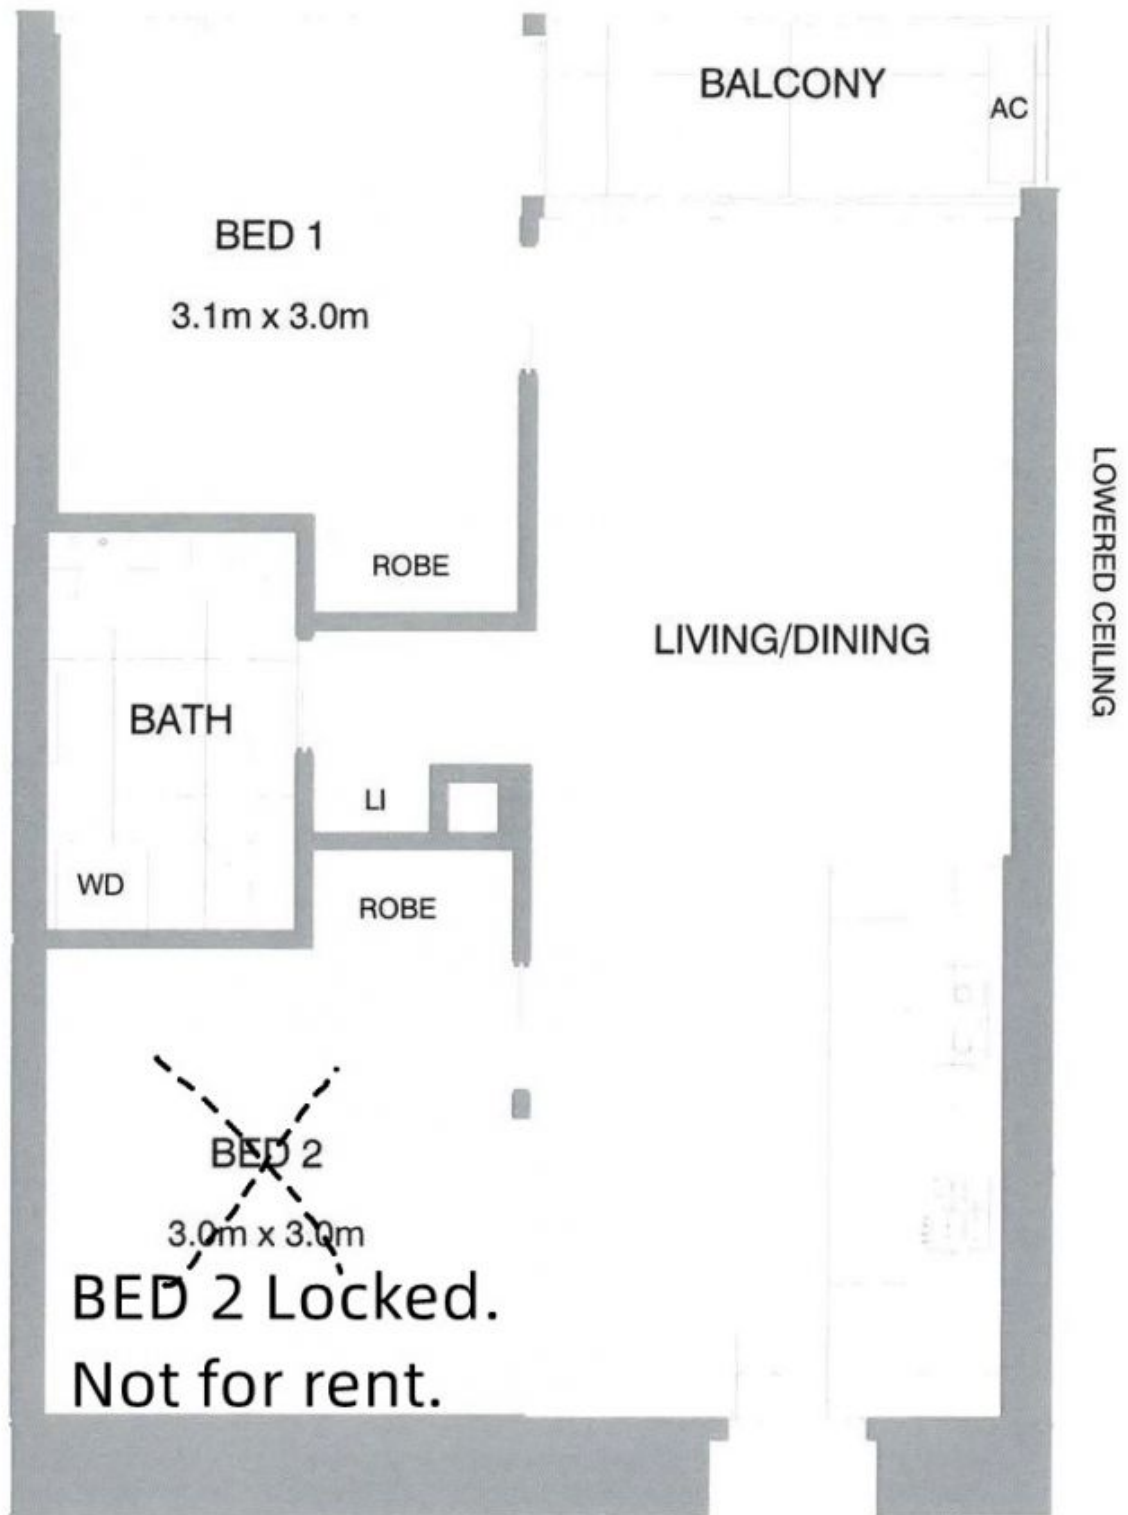 BALCONY
AC
BED 1
3.1m x 3.0m
ROBE
LIVING/DINING
LOWERED CEILING
BATH
LI
WD
ROBE
BED 2
3.0m x 3.0m
BED 2 Locked.
Not for rent.